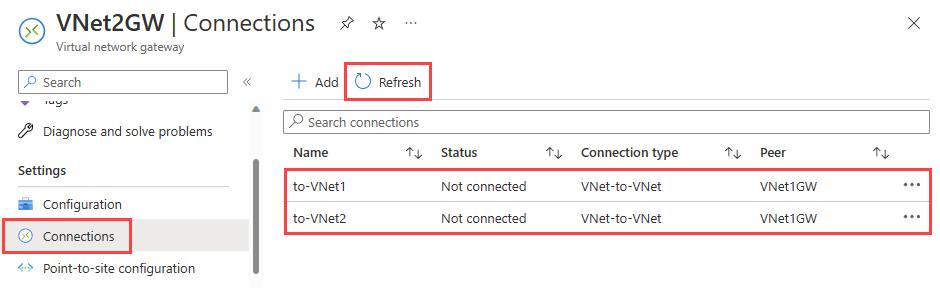 VNet2GW | Connections
Virtual network gateway
Search
Tags
Diagnose and solve problems
Settings
Configuration
Connections
Point-to-site configuration
Add Refresh
Search connections
Name Status Connection type Peer
to-VNet1 Not connected VNet-to-VNet VNet1GW
to-VNet2 Not connected VNet-to-VNet VNet1GW